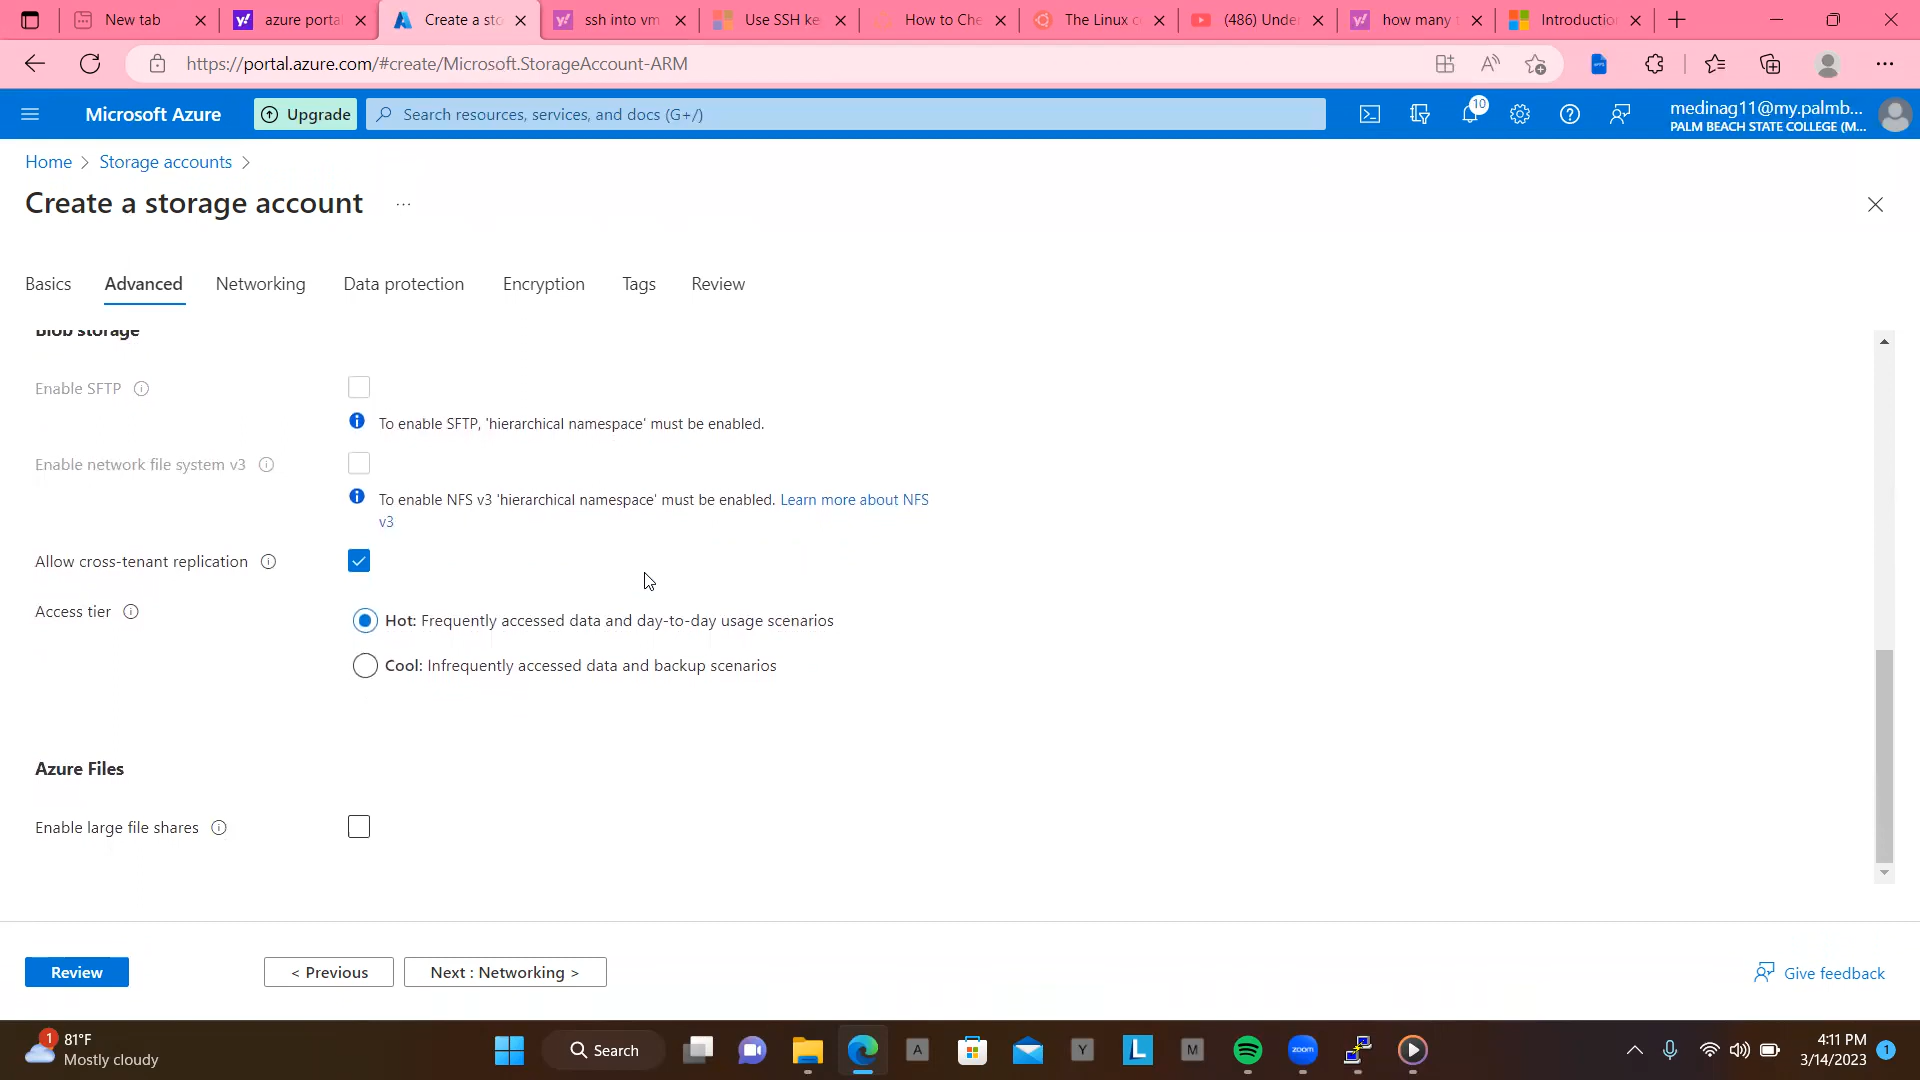 New tab
azure porta
Create a sto
ssh into vm
Use SSH ke
How to Che
The Linux c
(486) Unde
how many
Introductio
https://portal.azure.com/#create/Microsoft.StorageAccount-ARM
Microsoft Azure
Upgrade
Search resources, services, and docs (G+/)
10
medinag11@my.palmb...
PALM BEACH STATE COLLEGE (M...
Home > Storage accounts >
Create a storage account ...
Basics Advanced Networking Data protection Encryption Tags Review
Blob storage
Enable SFTP
To enable SFTP, 'hierarchical namespace' must be enabled.
Enable network file system v3
To enable NFS v3 'hierarchical namespace' must be enabled. Learn more about NFS
v3
Allow cross-tenant replication
Access tier
Hot: Frequently accessed data and day-to-day usage scenarios
Cool: Infrequently accessed data and backup scenarios
Azure Files
Enable large file shares
Review
< Previous
Next : Networking >
Give feedback
1
81°F
Mostly cloudy
Search
A
Y
L
M
zoom
4:11 PM
3/14/2023
1